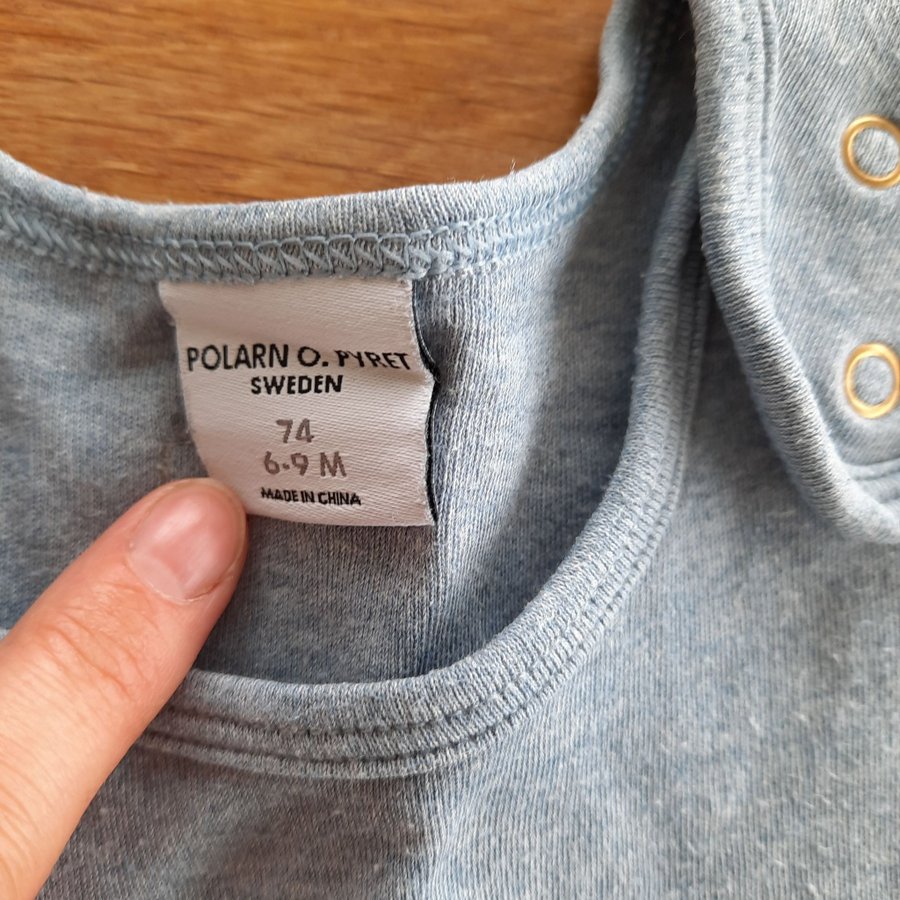 POLARN O. PYRET
SWEDEN
74
6-9 M
MADE IN CHINA